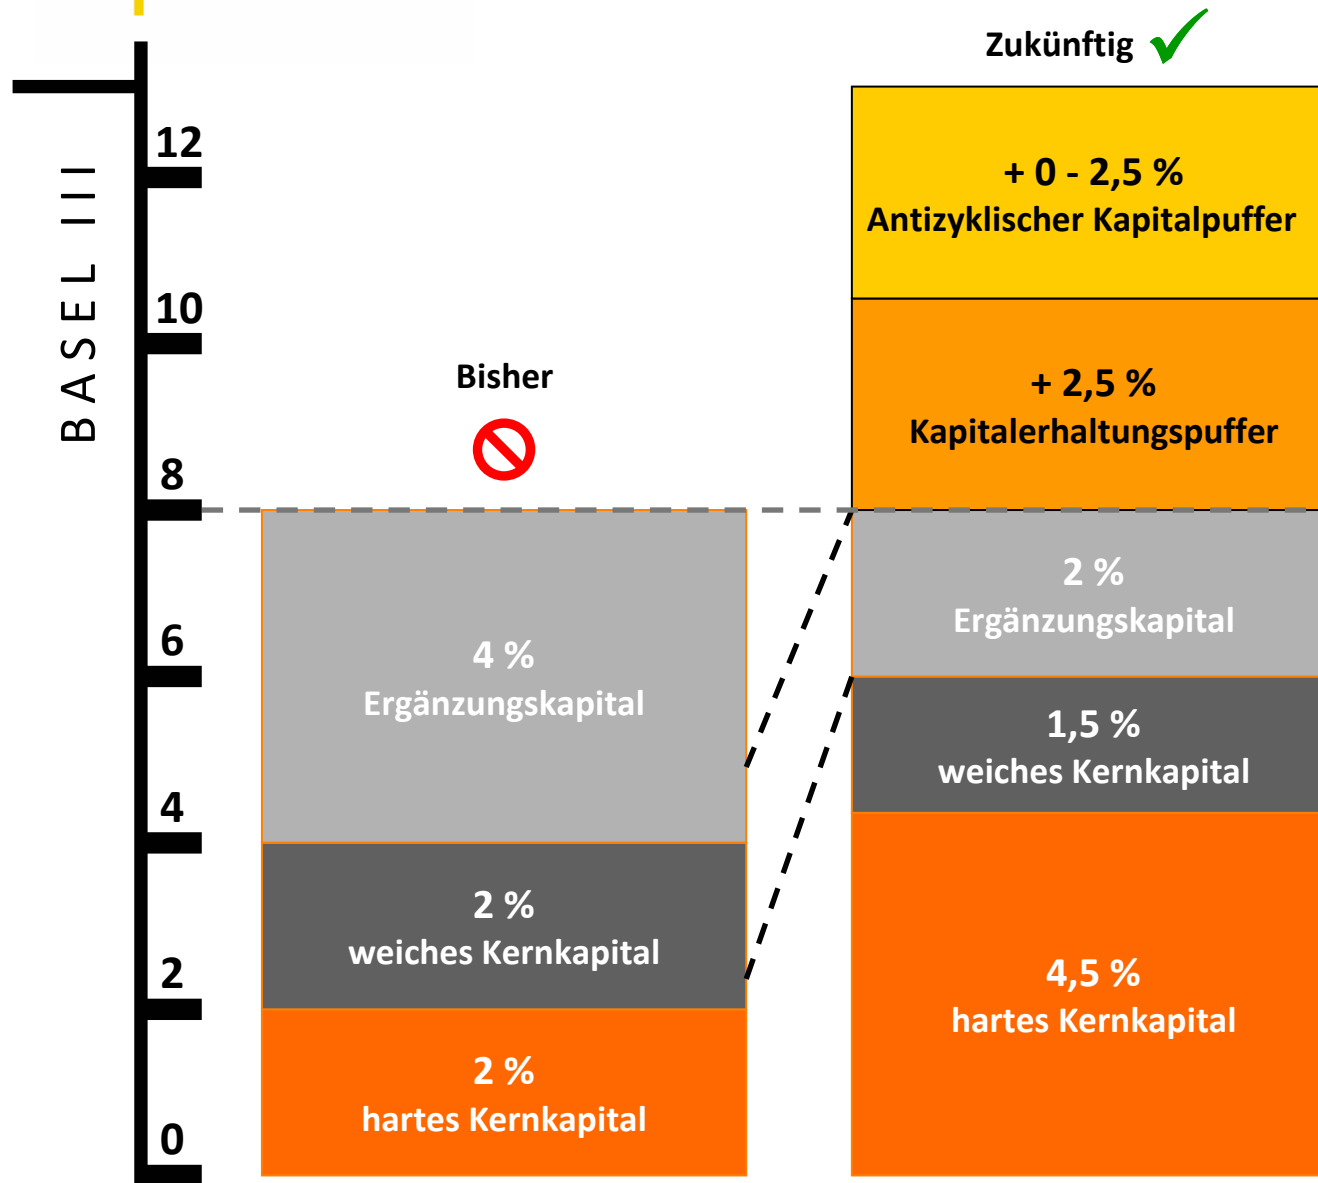 BASEL III
12
10
8
6
4
2
0
Bisher
4 %
Ergänzungskapital
2 %
weiches Kernkapital
2 %
hartes Kernkapital
Zukünftig
+ 0 - 2,5 %
Antizyklischer Kapitalpuffer
+ 2,5 %
Kapitalerhaltungspuffer
2 %
Ergänzungskapital
1,5 %
weiches Kernkapital
4,5 %
hartes Kernkapital